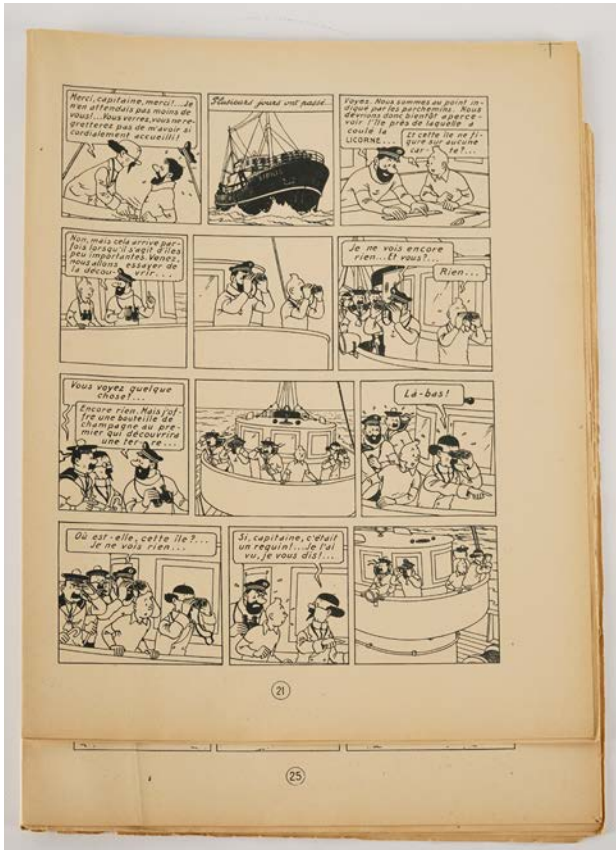 Merci, capitaine, merci!...Je
n'en attendais pas moins de
vous!...Vous verrez, vous ne re-
gretterez pas de m'avoir si
cordialement accueilli!
Plusieurs jours ont passé...
Voyez. Nous sommes au point in-
diqué par les parchemins. Nous
devrions donc bientôt aperce-
voir l'île près de laquelle a
coulé la
LICORNE...
Et cette île ne fi-
gure sur aucune
car- te?...
Non, mais cela arrive par-
fois lorsqu'il s'agit d'îles
peu importantes. Venez,
nous allons essayer de
la décou- vrir...
Je ne vois encore
rien...Et vous?...
Rien...
Vous voyez quelque
chose?...
Encore rien. Mais j'of-
fre une bouteille de
champagne au pre-
mier qui découvrira
une ter- re...
Là-bas!
Où est-elle, cette île?...
Je ne vois rien...
Si, capitaine, c'était
un requin!...Je l'ai
vu, je vous dis!...
21
25